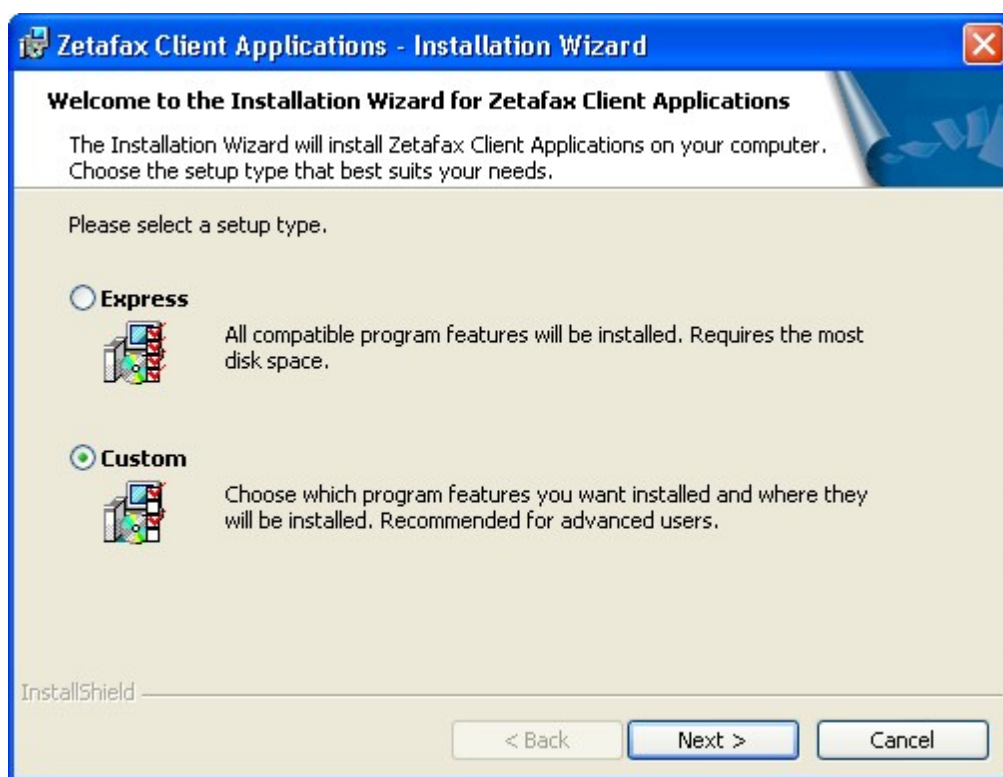 Zetafax Client Applications - Installation Wizard
Welcome to the Installation Wizard for Zetafax Client Applications
The Installation Wizard will install Zetafax Client Applications on your computer.
Choose the setup type that best suits your needs.
Please select a setup type.
Express
All compatible program features will be installed. Requires the most
disk space.
Custom
Choose which program features you want installed and where they
will be installed. Recommended for advanced users.
InstallShield
< Back Next > Cancel